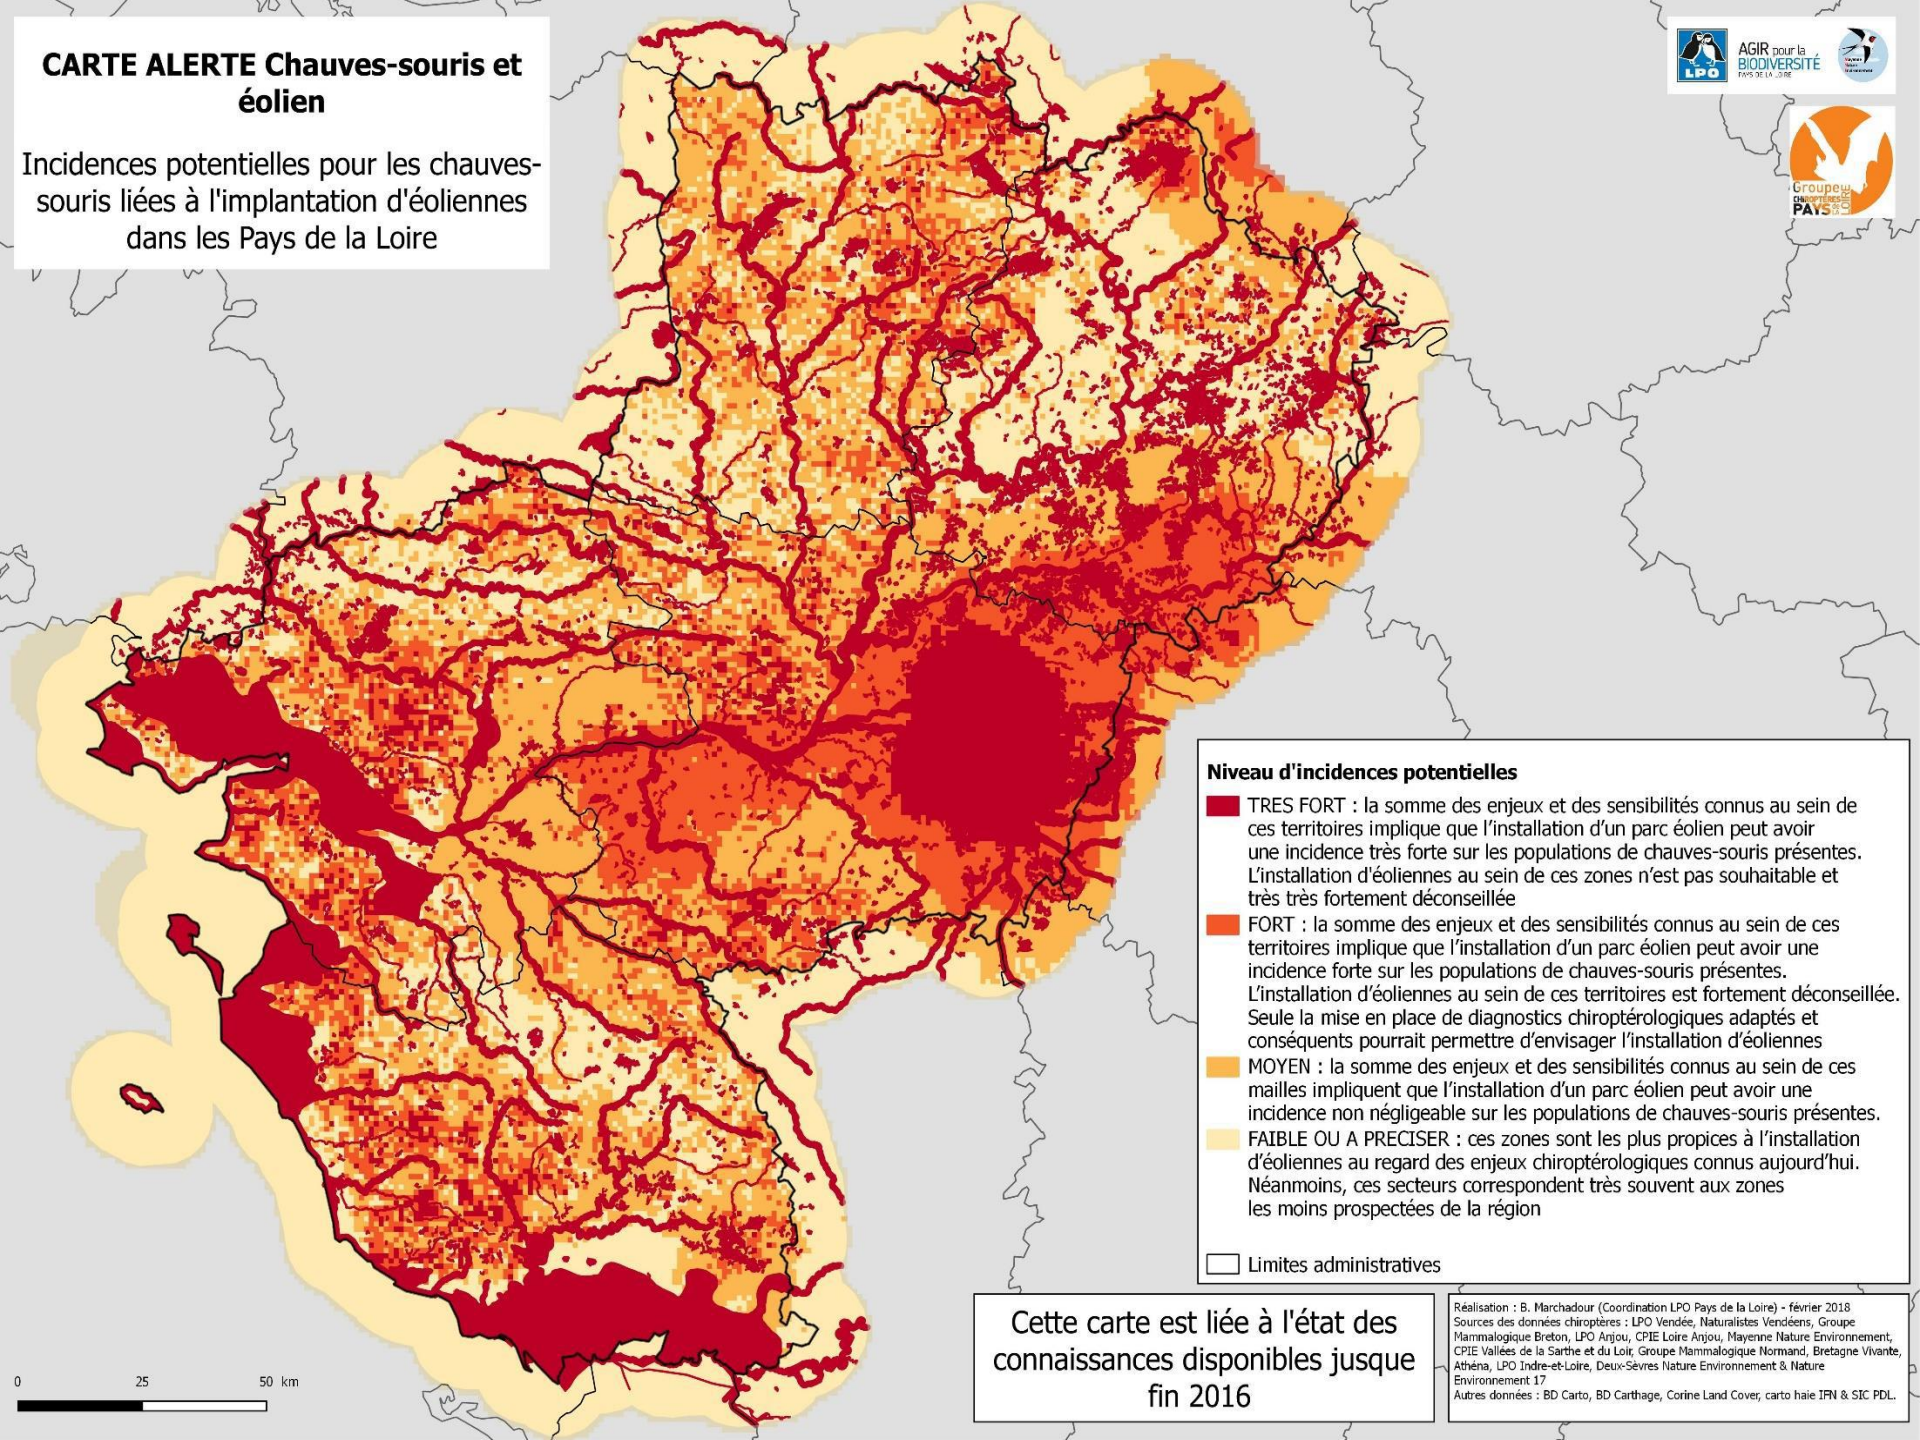 CARTE ALERTE Chauves-souris et
éolien
Incidences potentielles pour les chauves-
souris liées à l'implantation d'éoliennes
dans les Pays de la Loire
LPO
AGIR pour la
BIODIVERSITÉ
PAYS DE LA LOIRE
Groupe
CHIROPTÈRES
PAYS
LOIRE
Niveau d'incidences potentielles
TRES FORT : la somme des enjeux et des sensibilités connus au sein de
ces territoires implique que l'installation d'un parc éolien peut avoir
une incidence très forte sur les populations de chauves-souris présentes.
L'installation d'éoliennes au sein de ces zones n'est pas souhaitable et
très très fortement déconseillée
FORT : la somme des enjeux et des sensibilités connus au sein de ces
territoires implique que l'installation d'un parc éolien peut avoir une
incidence forte sur les populations de chauves-souris présentes.
L'installation d'éoliennes au sein de ces territoires est fortement déconseillée.
Seule la mise en place de diagnostics chiroptérologiques adaptés et
conséquents pourrait permettre d'envisager l'installation d'éoliennes
MOYEN : la somme des enjeux et des sensibilités connus au sein de ces
mailles impliquent que l'installation d'un parc éolien peut avoir une
incidence non négligeable sur les populations de chauves-souris présentes.
FAIBLE OU A PRECISER : ces zones sont les plus propices à l'installation
d'éoliennes au regard des enjeux chiroptérologiques connus aujourd'hui.
Néanmoins, ces secteurs correspondent très souvent aux zones
les moins prospectées de la région
Limites administratives
Cette carte est liée à l'état des
connaissances disponibles jusque
fin 2016
Réalisation : B. Marchadour (Coordination LPO Pays de la Loire) - février 2018
Sources des données chiroptères : LPO Vendée, Naturalistes Vendéens, Groupe
Mammalogique Breton, LPO Anjou, CPIE Loire Anjou, Mayenne Nature Environnement,
CPIE Vallées de la Sarthe et du Loir, Groupe Mammalogique Normand, Bretagne Vivante,
Athéna, LPO Indre-et-Loire, Deux-Sèvres Nature Environnement & Nature
Environnement 17
Autres données : BD Carto, BD Carthage, Corine Land Cover, carto haie IFN & SIC PDL.
0 25 50 km